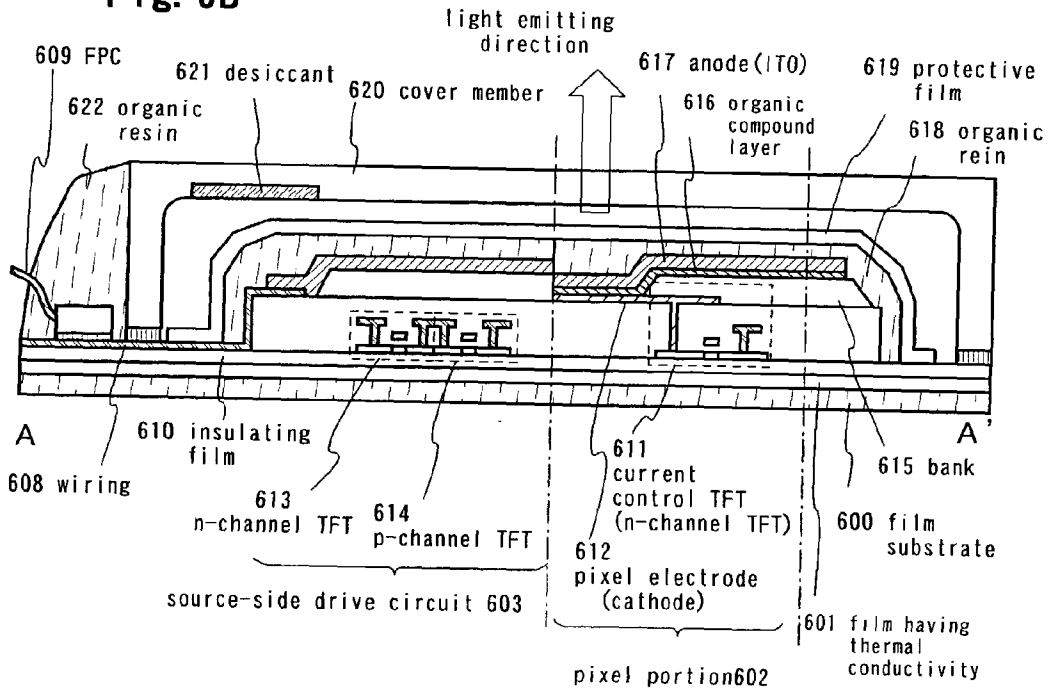 Fig. 6B
light emitting
direction
609 FPC
621 desiccant
620 cover member
622 organic
resin
617 anode(ITO)
616 organic
compound
layer
619 protective
film
618 organic
rein
A
A'
610 insulating
film
608 wiring
613
n-channel TFT
614
p-channel TFT
611
current
control TFT
(n-channel TFT)
612
pixel electrode
(cathode)
615 bank
600 film
substrate
source-side drive circuit 603
601 film having
thermal
conductivity
pixel portion602